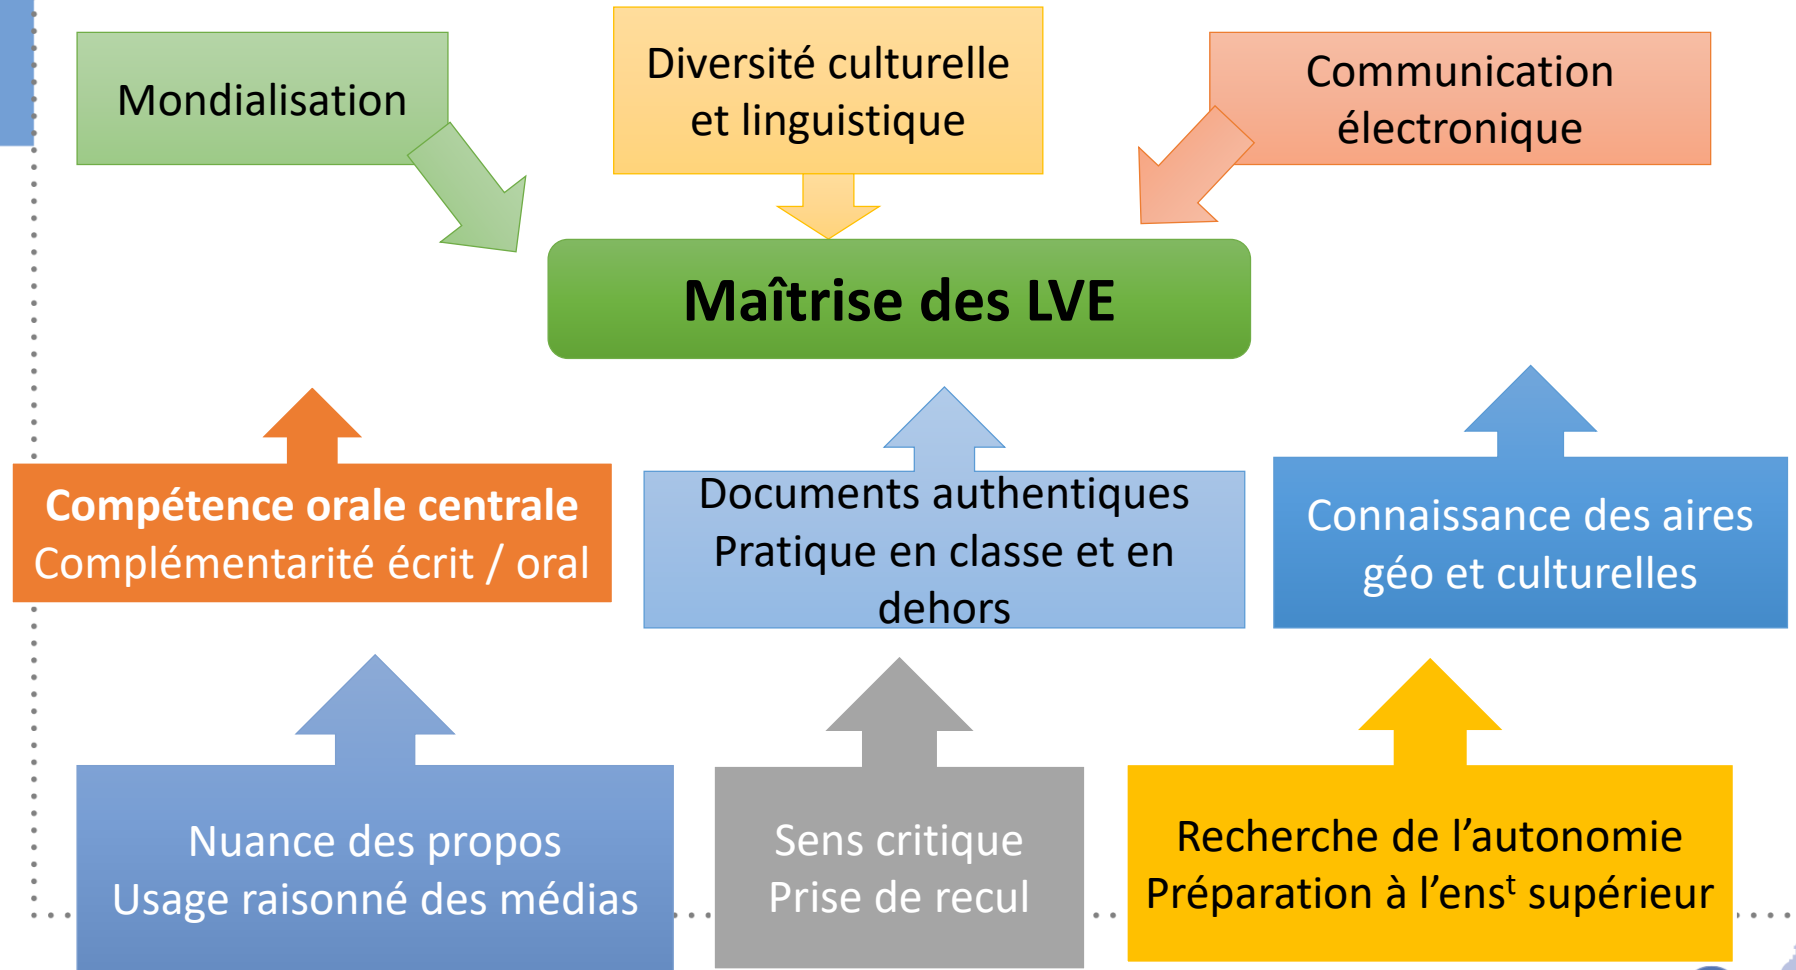 Mondialisation
Diversité culturelle
et linguistique
Communication
électronique
Maîtrise des LVE
Compétence orale centrale
Complémentarité écrit / oral
Documents authentiques
Pratique en classe et en
dehors
Connaissance des aires
géo et culturelles
Nuance des propos
Usage raisonné des médias
Sens critique
Prise de recul
Recherche de l’autonomie
Préparation à l’ensᵗ supérieur